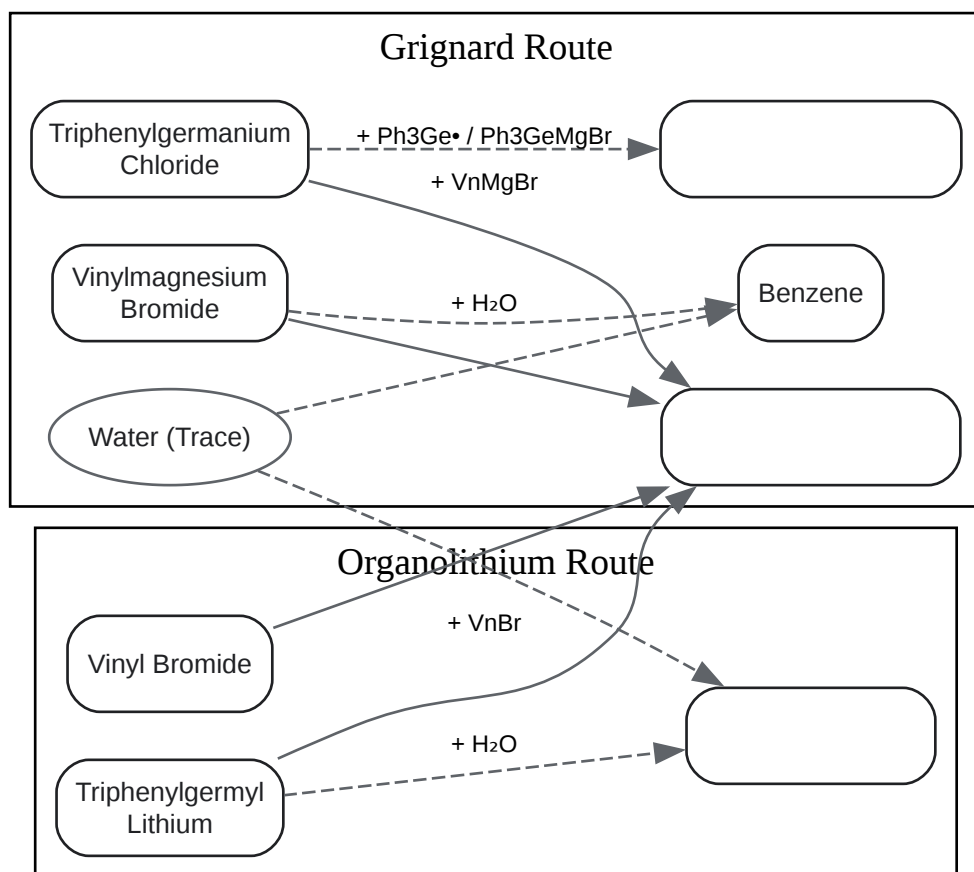 Grignard Route
Triphenylgermanium
Chloride
+ Ph3Ge• / Ph3GeMgBr
+ VnMgBr
Vinylmagnesium
Bromide
+ H₂O
Benzene
Water (Trace)
Organolithium Route
+ VnBr
Vinyl Bromide
+ H₂O
Triphenylgermyl
Lithium